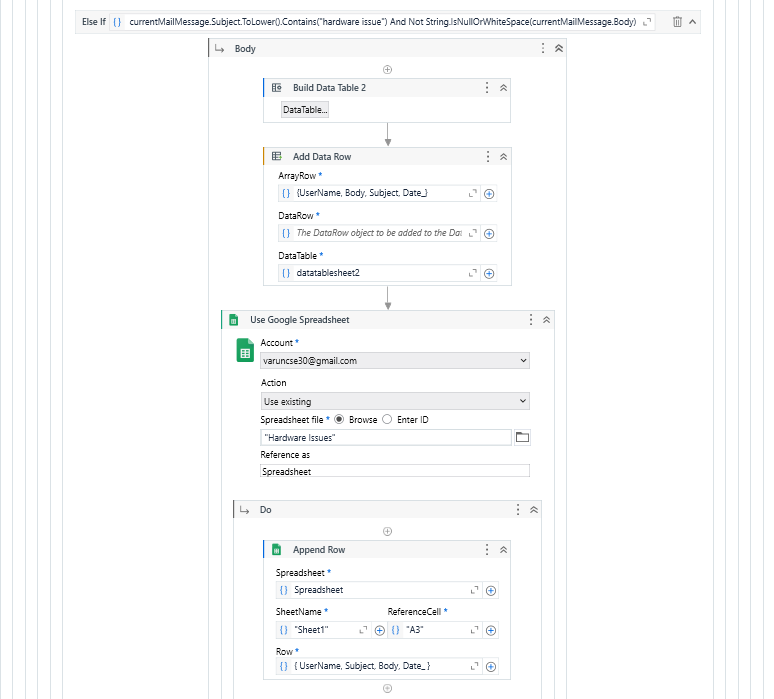 Else If {} currentMailMessage.Subject.ToLower().Contains("hardware issue") And Not String.IsNullOrWhiteSpace(currentMailMessage.Body)
Body
Build Data Table 2
DataTable...
Add Data Row
ArrayRow *
{} {UserName, Body, Subject, Date_}
DataRow *
{} The DataRow object to be added to the Dat
DataTable *
{} datatablesheet2
Use Google Spreadsheet
Account *
varuncse30@gmail.com
Action
Use existing
Spreadsheet file * Browse Enter ID
"Hardware Issues"
Reference as
Spreadsheet
Do
Append Row
Spreadsheet *
{} Spreadsheet
SheetName * ReferenceCell *
{} "Sheet1" {} "A3"
Row *
{} { UserName, Subject, Body, Date_ }